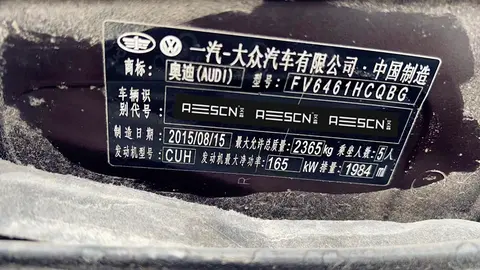 一汽-大众汽车有限公司·中国制造
商标: 奥迪(AUDI) 型号: FV6461HCQBG
车辆识
别代号: AESCN AESCN AESCN
制造日期: 2015/08/15 最大允许总质量: 2365kg 乘坐人数: 5人
发动机型号: CUH 发动机最大净功率: 165 kW 排量: 1984 ml